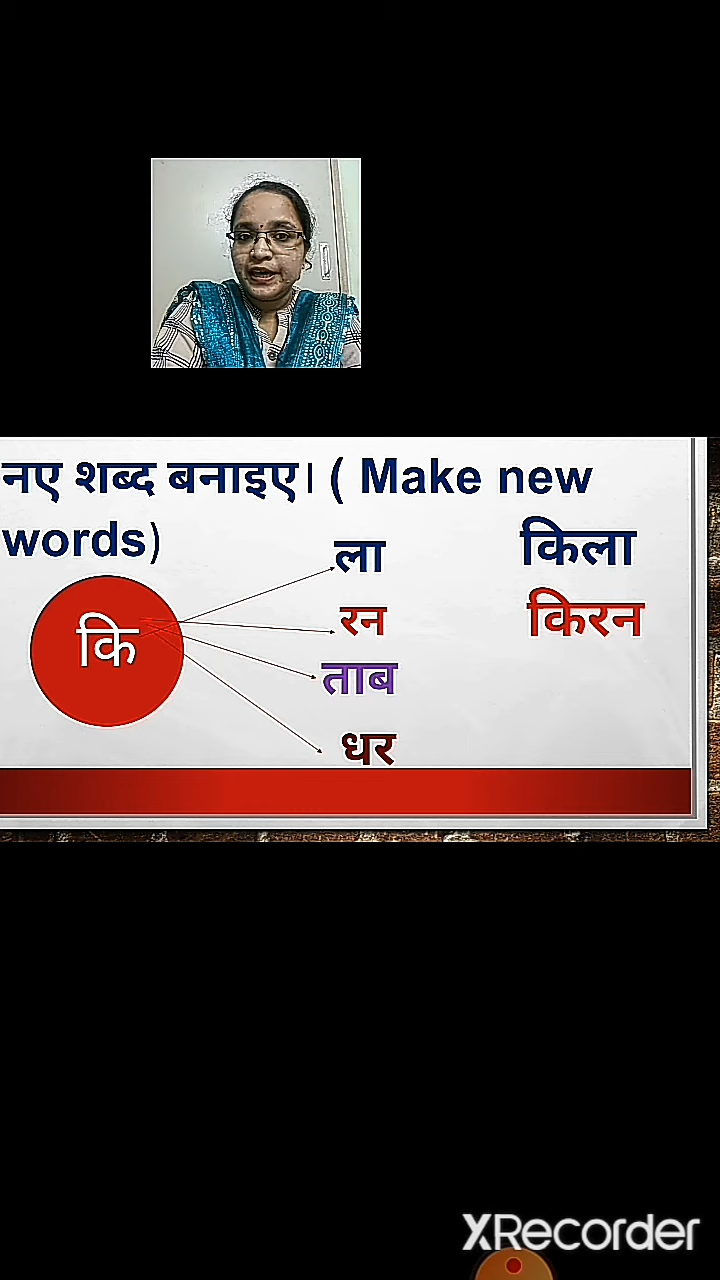 नए शब्द बनाइए। ( Make new
words)
ला किला
कि रन किरन
ताब
धर
XRecorder